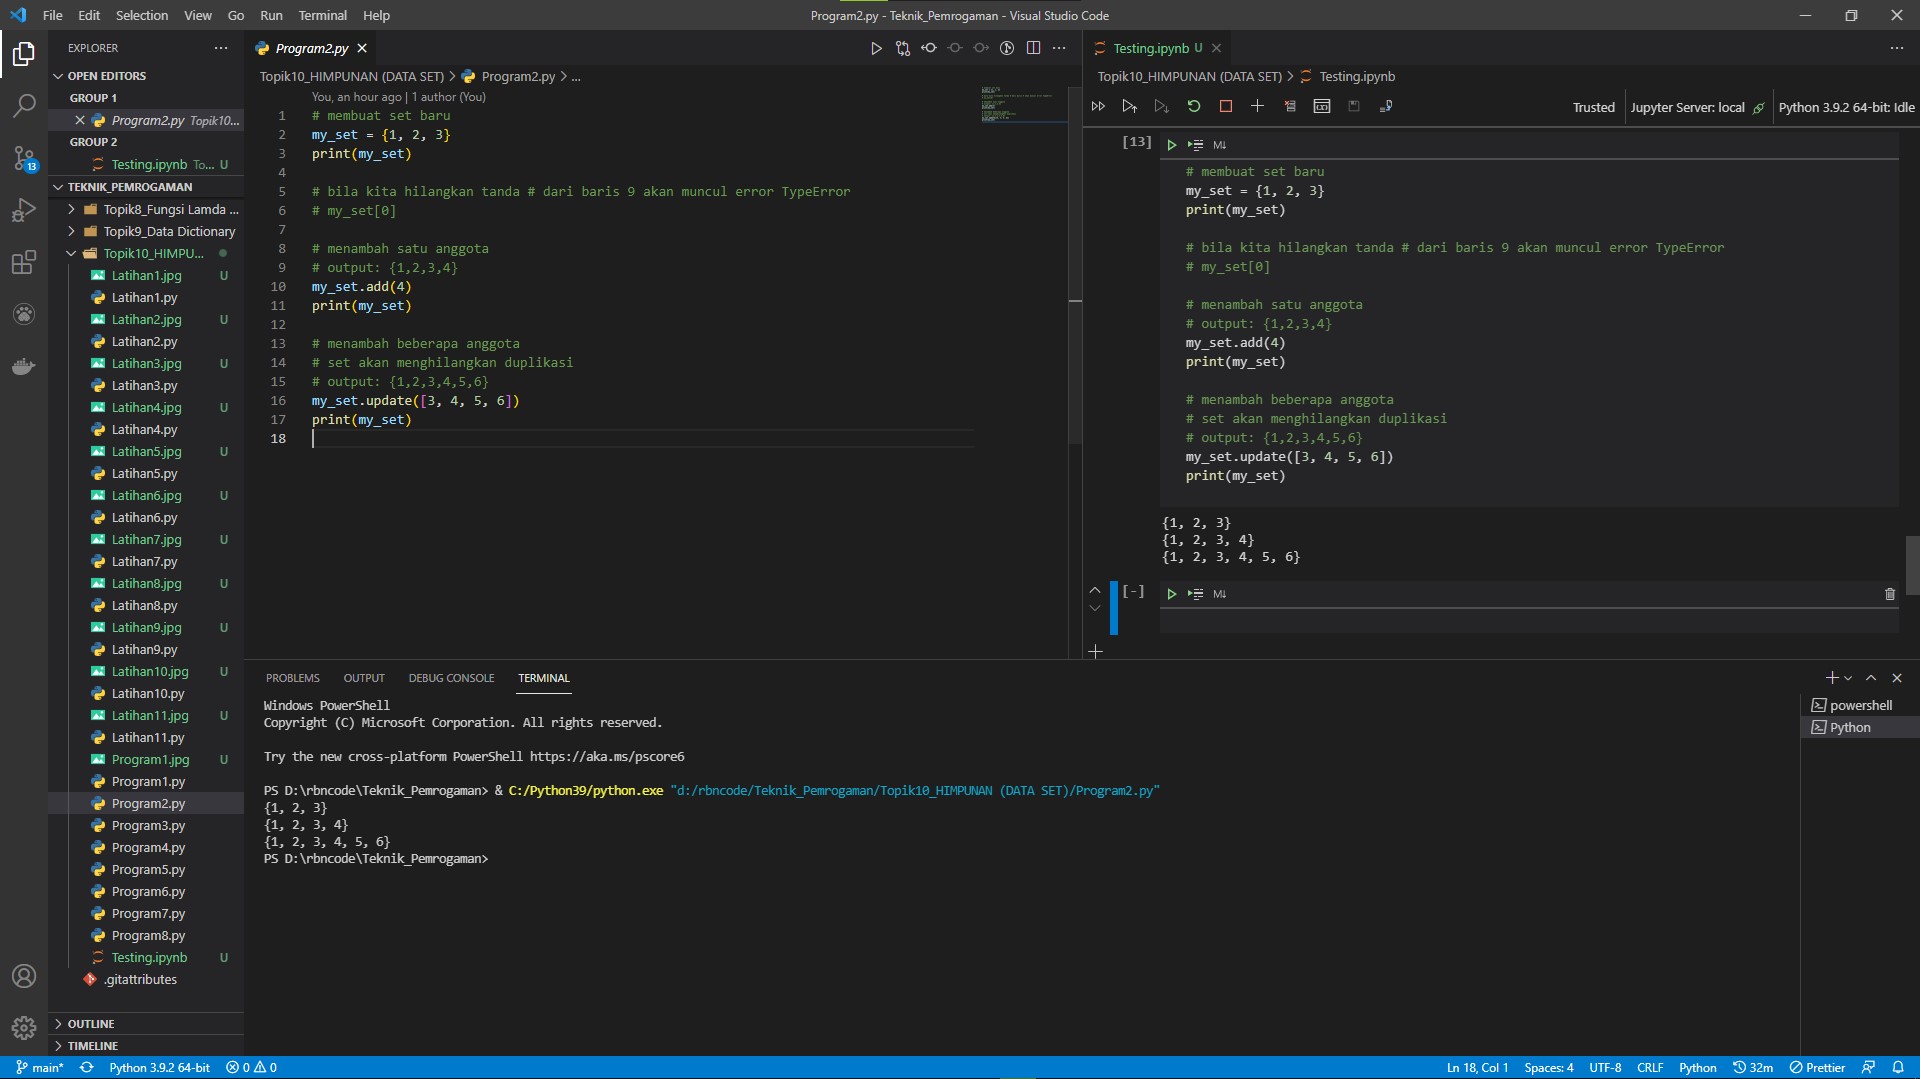 File Edit Selection View Go Run Terminal Help
Program2.py - Teknik_Pemrogaman - Visual Studio Code
EXPLORER
OPEN EDITORS
GROUP 1
Program2.py Topik10...
GROUP 2
Testing.ipynb To... U
TEKNIK_PEMROGAMAN
Topik8_Fungsi Lamda ...
Topik9_Data Dictionary
Topik10_HIMPU...
Latihan1.jpg U
Latihan1.py
Latihan2.jpg U
Latihan2.py
Latihan3.jpg U
Latihan3.py
Latihan4.jpg U
Latihan4.py
Latihan5.jpg U
Latihan5.py
Latihan6.jpg U
Latihan6.py
Latihan7.jpg U
Latihan7.py
Latihan8.jpg U
Latihan8.py
Latihan9.jpg U
Latihan9.py
Latihan10.jpg U
Latihan10.py
Latihan11.jpg U
Latihan11.py
Program1.jpg U
Program1.py
Program2.py
Program3.py
Program4.py
Program5.py
Program6.py
Program7.py
Program8.py
Testing.ipynb U
.gitattributes
OUTLINE
TIMELINE
13
Program2.py
Topik10_HIMPUNAN (DATA SET) > Program2.py > ...
You, an hour ago | 1 author (You)
1 # membuat set baru
2 my_set = {1, 2, 3}
3 print(my_set)
4
5 # bila kita hilangkan tanda # dari baris 9 akan muncul error TypeError
6 # my_set[0]
7
8 # menambah satu anggota
9 # output: {1,2,3,4}
10 my_set.add(4)
11 print(my_set)
12
13 # menambah beberapa anggota
14 # set akan menghilangkan duplikasi
15 # output: {1,2,3,4,5,6}
16 my_set.update([3, 4, 5, 6])
17 print(my_set)
18
Testing.ipynb U
Topik10_HIMPUNAN (DATA SET) > Testing.ipynb
Trusted Jupyter Server: local Python 3.9.2 64-bit: Idle
[13] M↓
# membuat set baru
my_set = {1, 2, 3}
print(my_set)
# bila kita hilangkan tanda # dari baris 9 akan muncul error TypeError
# my_set[0]
# menambah satu anggota
# output: {1,2,3,4}
my_set.add(4)
print(my_set)
# menambah beberapa anggota
# set akan menghilangkan duplikasi
# output: {1,2,3,4,5,6}
my_set.update([3, 4, 5, 6])
print(my_set)
{1, 2, 3}
{1, 2, 3, 4}
{1, 2, 3, 4, 5, 6}
[-] M↓
PROBLEMS OUTPUT DEBUG CONSOLE TERMINAL
Windows PowerShell
Copyright (C) Microsoft Corporation. All rights reserved.
Try the new cross-platform PowerShell https://aka.ms/pscore6
PS D:\rbncode\Teknik_Pemrogaman> & C:/Python39/python.exe "d:/rbncode/Teknik_Pemrogaman/Topik10_HIMPUNAN (DATA SET)/Program2.py"
{1, 2, 3}
{1, 2, 3, 4}
{1, 2, 3, 4, 5, 6}
PS D:\rbncode\Teknik_Pemrogaman>
powershell
Python
main* Python 3.9.2 64-bit 0 0
Ln 18, Col 1 Spaces: 4 UTF-8 CRLF Python 32m Prettier